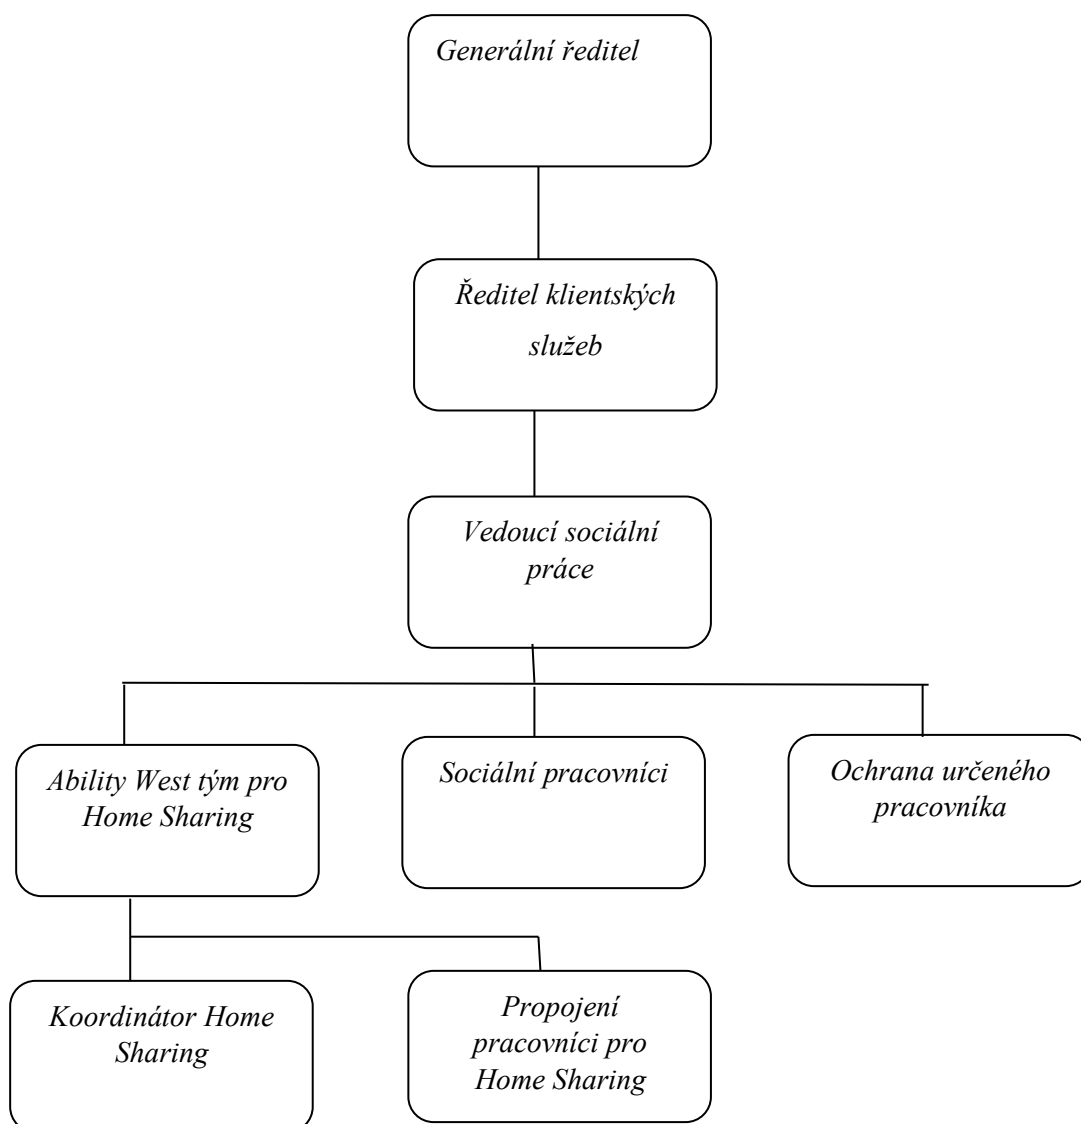 Generální ředitel
Ředitel klientských
služeb
Vedoucí sociální
práce
Ability West tým pro
Home Sharing
Sociální pracovníci
Ochrana určeného
pracovníka
Koordinátor Home
Sharing
Propojení
pracovníci pro
Home Sharing